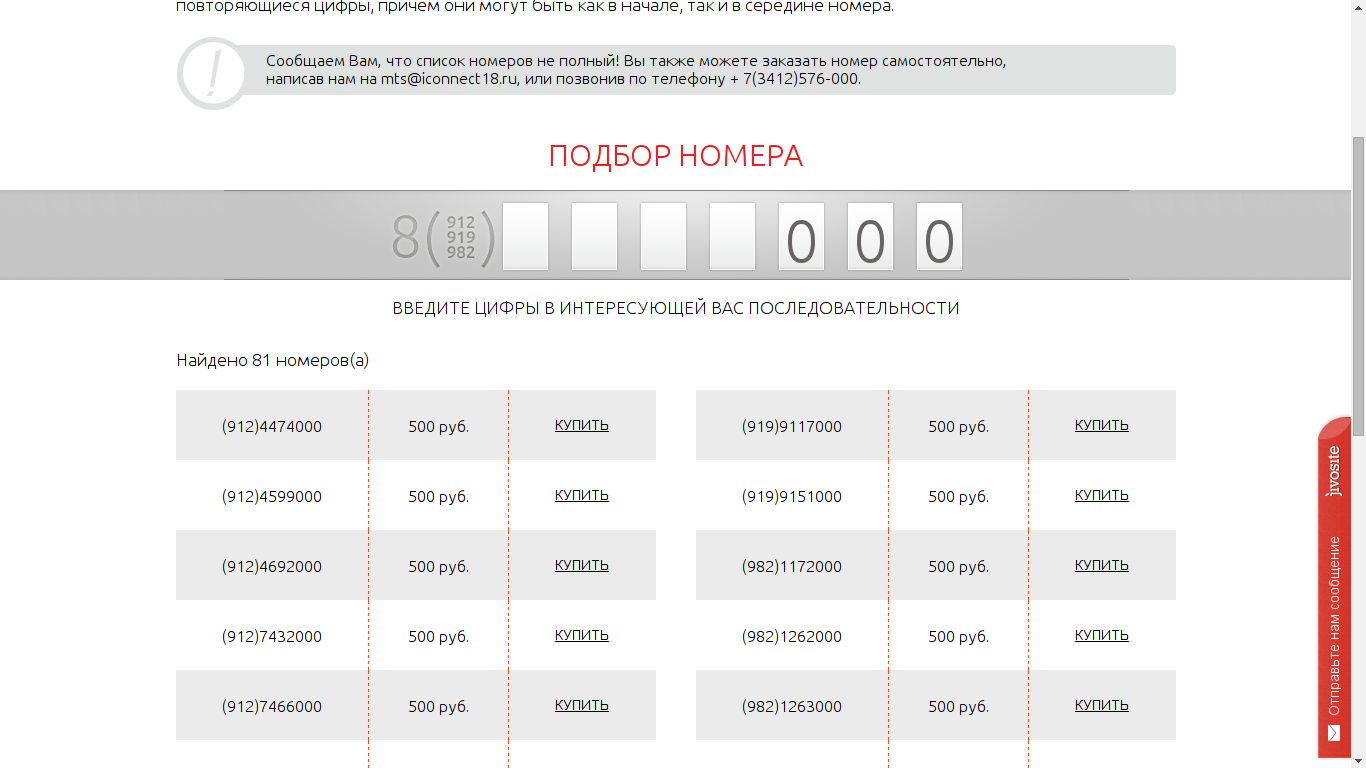 повторяющиеся цифры, причем они могут быть как в начале, так и в середине номера.
Сообщаем Вам, что список номеров не полный! Вы также можете заказать номер самостоятельно,
написав нам на mts@iconnect18.ru, или позвонив по телефону + 7(3412)576-000.
ПОДБОР НОМЕРА
8(912 919 982) 0 0 0
ВВЕДИТЕ ЦИФРЫ В ИНТЕРЕСУЮЩЕЙ ВАС ПОСЛЕДОВАТЕЛЬНОСТИ
Найдено 81 номеров(а)
(912)4474000 500 руб. КУПИТЬ (919)9117000 500 руб. КУПИТЬ
(912)4599000 500 руб. КУПИТЬ (919)9151000 500 руб. КУПИТЬ
(912)4692000 500 руб. КУПИТЬ (982)1172000 500 руб. КУПИТЬ
(912)7432000 500 руб. КУПИТЬ (982)1262000 500 руб. КУПИТЬ
(912)7466000 500 руб. КУПИТЬ (982)1263000 500 руб. КУПИТЬ
Отправьте нам сообщение jivosite